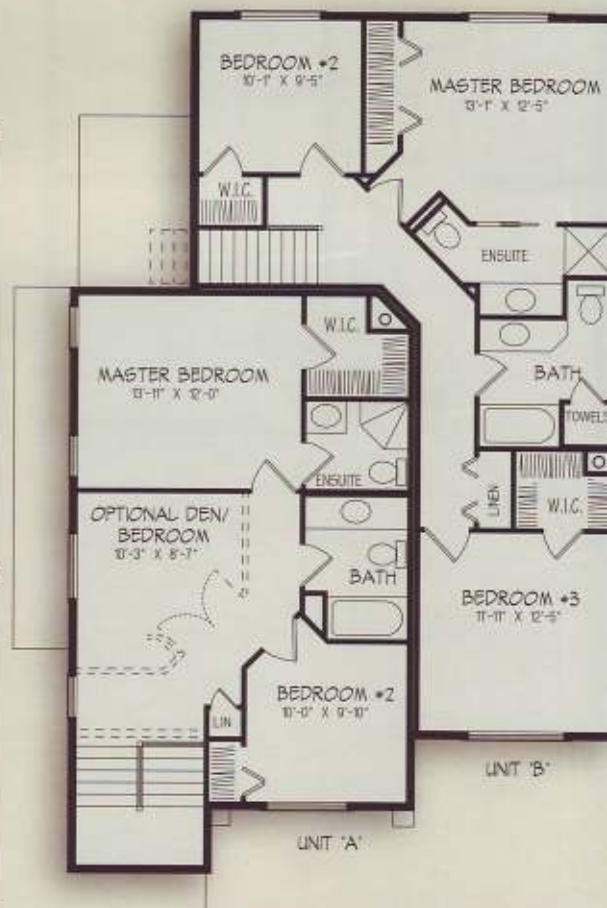 BEDROOM #2
10'-1" X 9'-5"
MASTER BEDROOM
13'-1" X 12'-5"
W.I.C.
ENSUITE
W.I.C.
MASTER BEDROOM
13'-11" X 12'-0"
BATH
TOWELS
ENSUITE
LINEN
W.I.C.
OPTIONAL DEN/
BEDROOM
10'-3" X 8'-7"
BATH
BEDROOM #3
11'-11" X 12'-5"
BEDROOM #2
10'-0" X 9'-10"
LIN
UNIT "B"
UNIT "A"